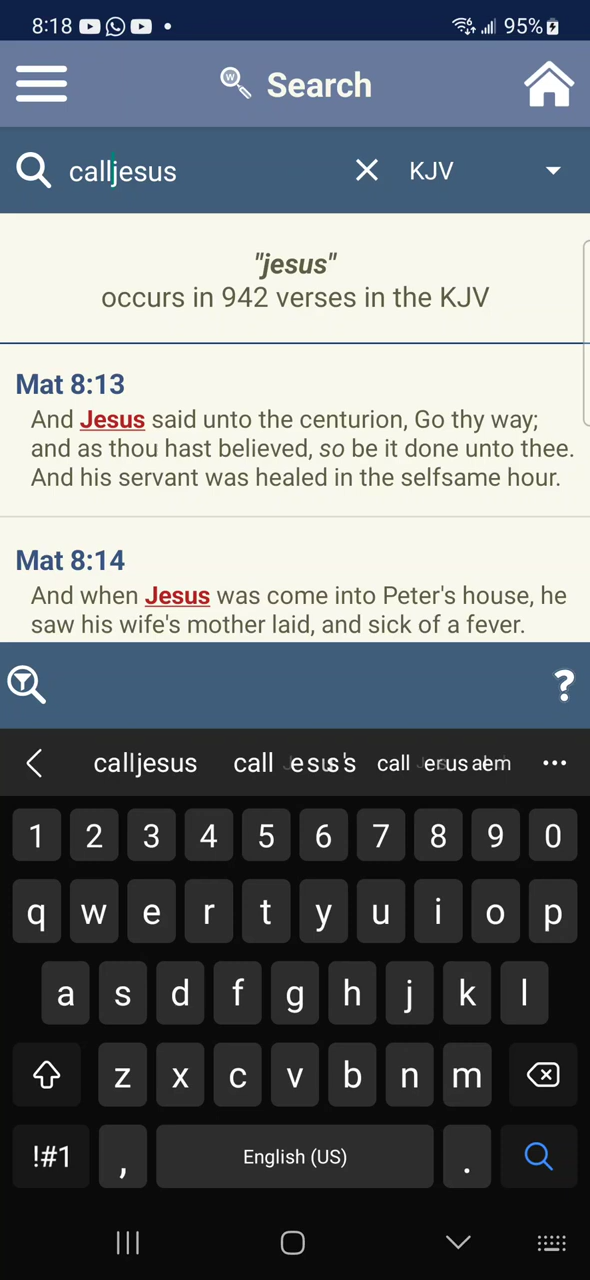 8:18 95%
Search
calljesus KJV
"jesus"
occurs in 942 verses in the KJV
Mat 8:13
And Jesus said unto the centurion, Go thy way;
and as thou hast believed, so be it done unto thee.
And his servant was healed in the selfsame hour.
Mat 8:14
And when Jesus was come into Peter's house, he
saw his wife's mother laid, and sick of a fever.
?
calljesus call call
1 2 3 4 5 6 7 8 9 0
q w e r t y u i o p
a s d f g h j k l
z x c v b n m
!#1 , English (US) .